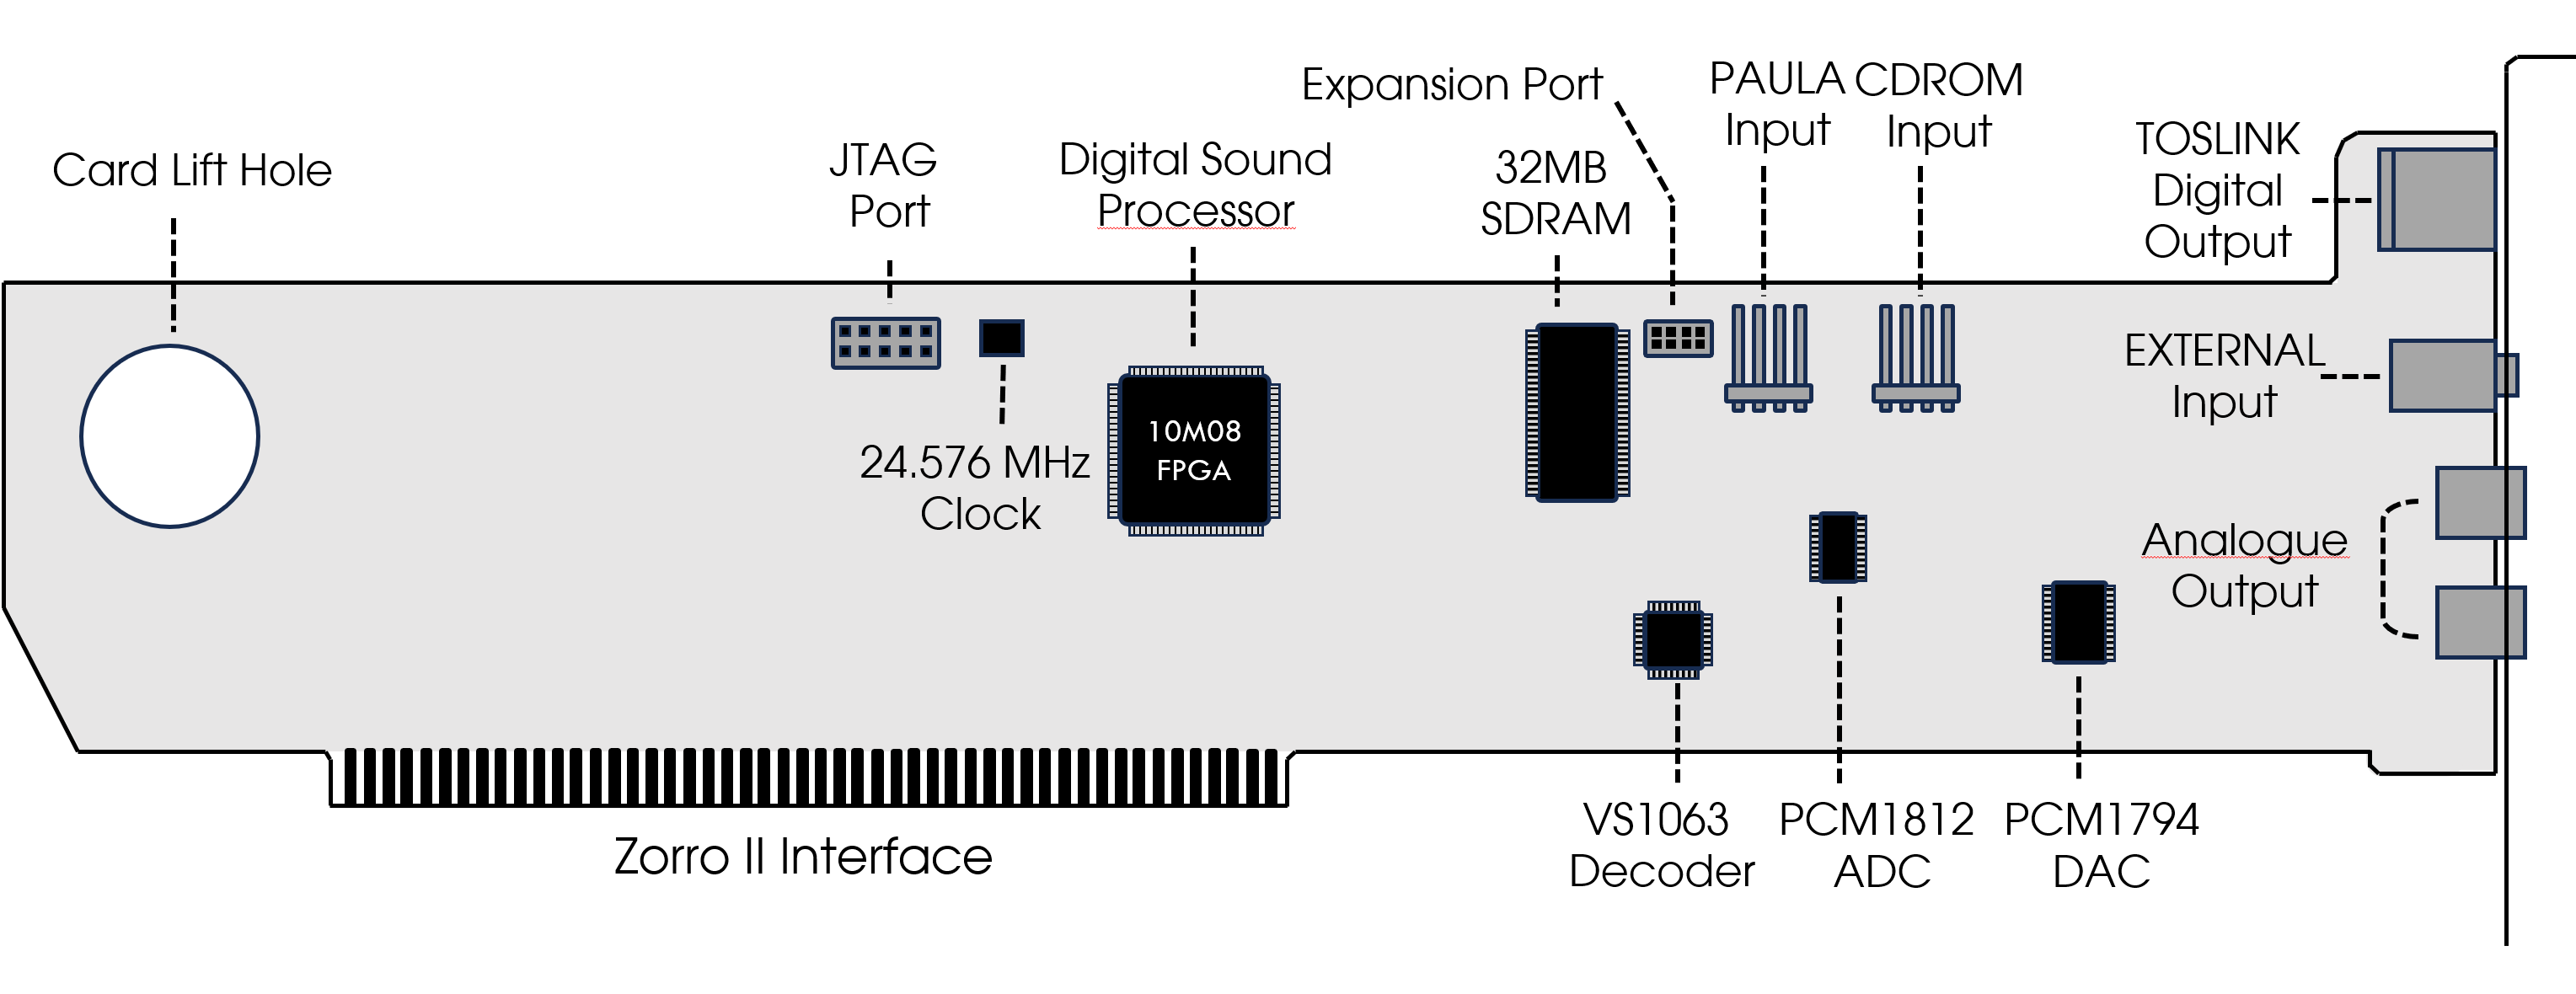 Expansion Port
PAULA
Input
CDROM
Input
Card Lift Hole
JTAG
Port
Digital Sound
Processor
32MB
SDRAM
TOSLINK
Digital
Output
EXTERNAL
Input
10M08
FPGA
24.576 MHz
Clock
Analogue
Output
Zorro II Interface
VS1063
Decoder
PCM1812
ADC
PCM1794
DAC